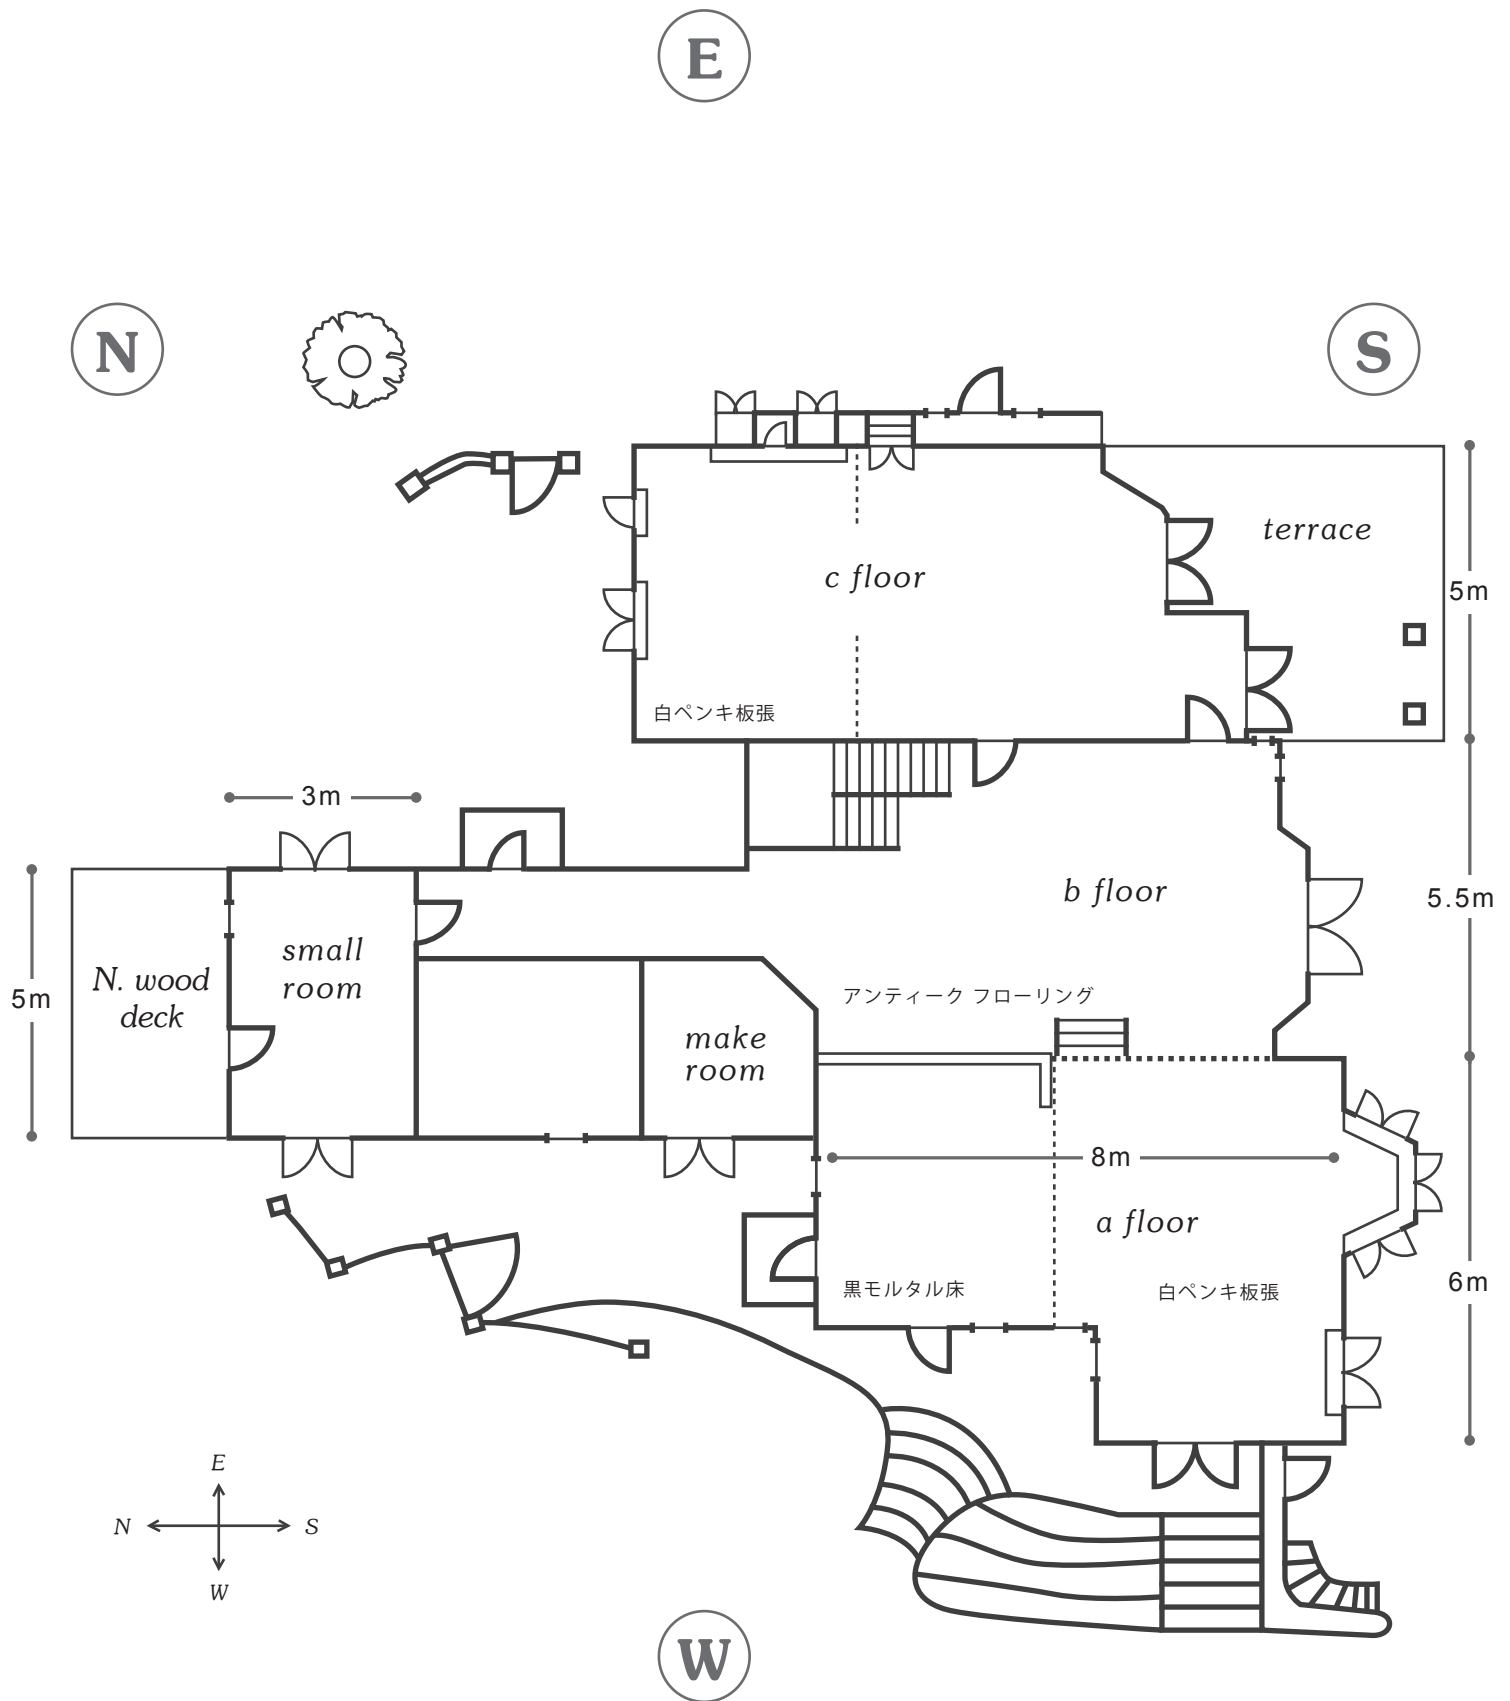 E
N
S
terrace
5m
c floor
白ペンキ板張
3m
b floor
5.5m
small
room
N. wood
deck
5m
アンティーク フローリング
make
room
8m
a floor
黒モルタル床
白ペンキ板張
6m
E
N
S
W
W